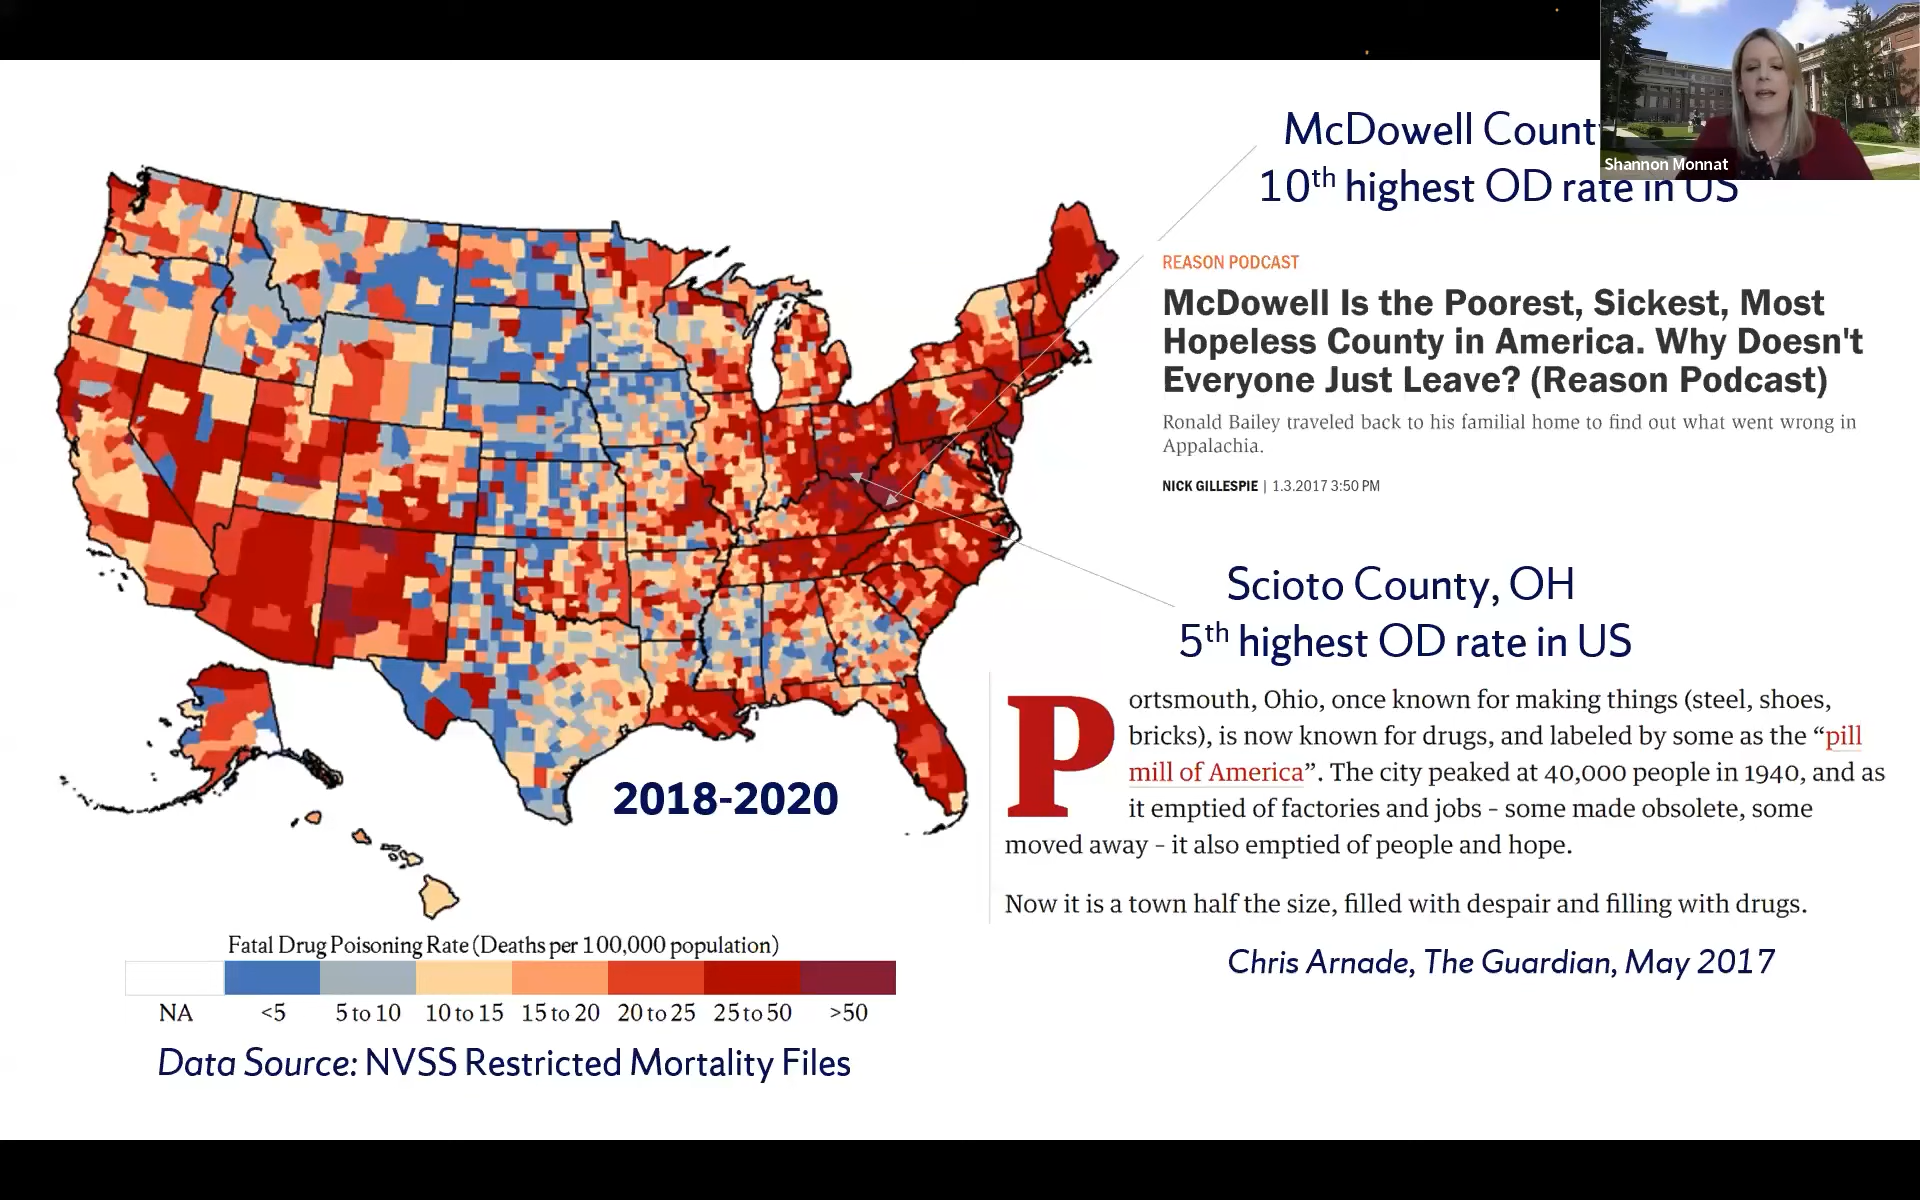 McDowell Count
10th highest OD rate in US
Shannon Monnat
REASON PODCAST
McDowell Is the Poorest, Sickest, Most
Hopeless County in America. Why Doesn't
Everyone Just Leave? (Reason Podcast)
Ronald Bailey traveled back to his familial home to find out what went wrong in
Appalachia.
NICK GILLESPIE | 1.3.2017 3:50 PM
Scioto County, OH
5th highest OD rate in US
Portsmouth, Ohio, once known for making things (steel, shoes,
bricks), is now known for drugs, and labeled by some as the “pill
mill of America”. The city peaked at 40,000 people in 1940, and as
it emptied of factories and jobs – some made obsolete, some
moved away – it also emptied of people and hope.
Now it is a town half the size, filled with despair and filling with drugs.
Chris Arnade, The Guardian, May 2017
2018-2020
Fatal Drug Poisoning Rate (Deaths per 100,000 population)
NA <5 5 to 10 10 to 15 15 to 20 20 to 25 25 to 50 >50
Data Source: NVSS Restricted Mortality Files